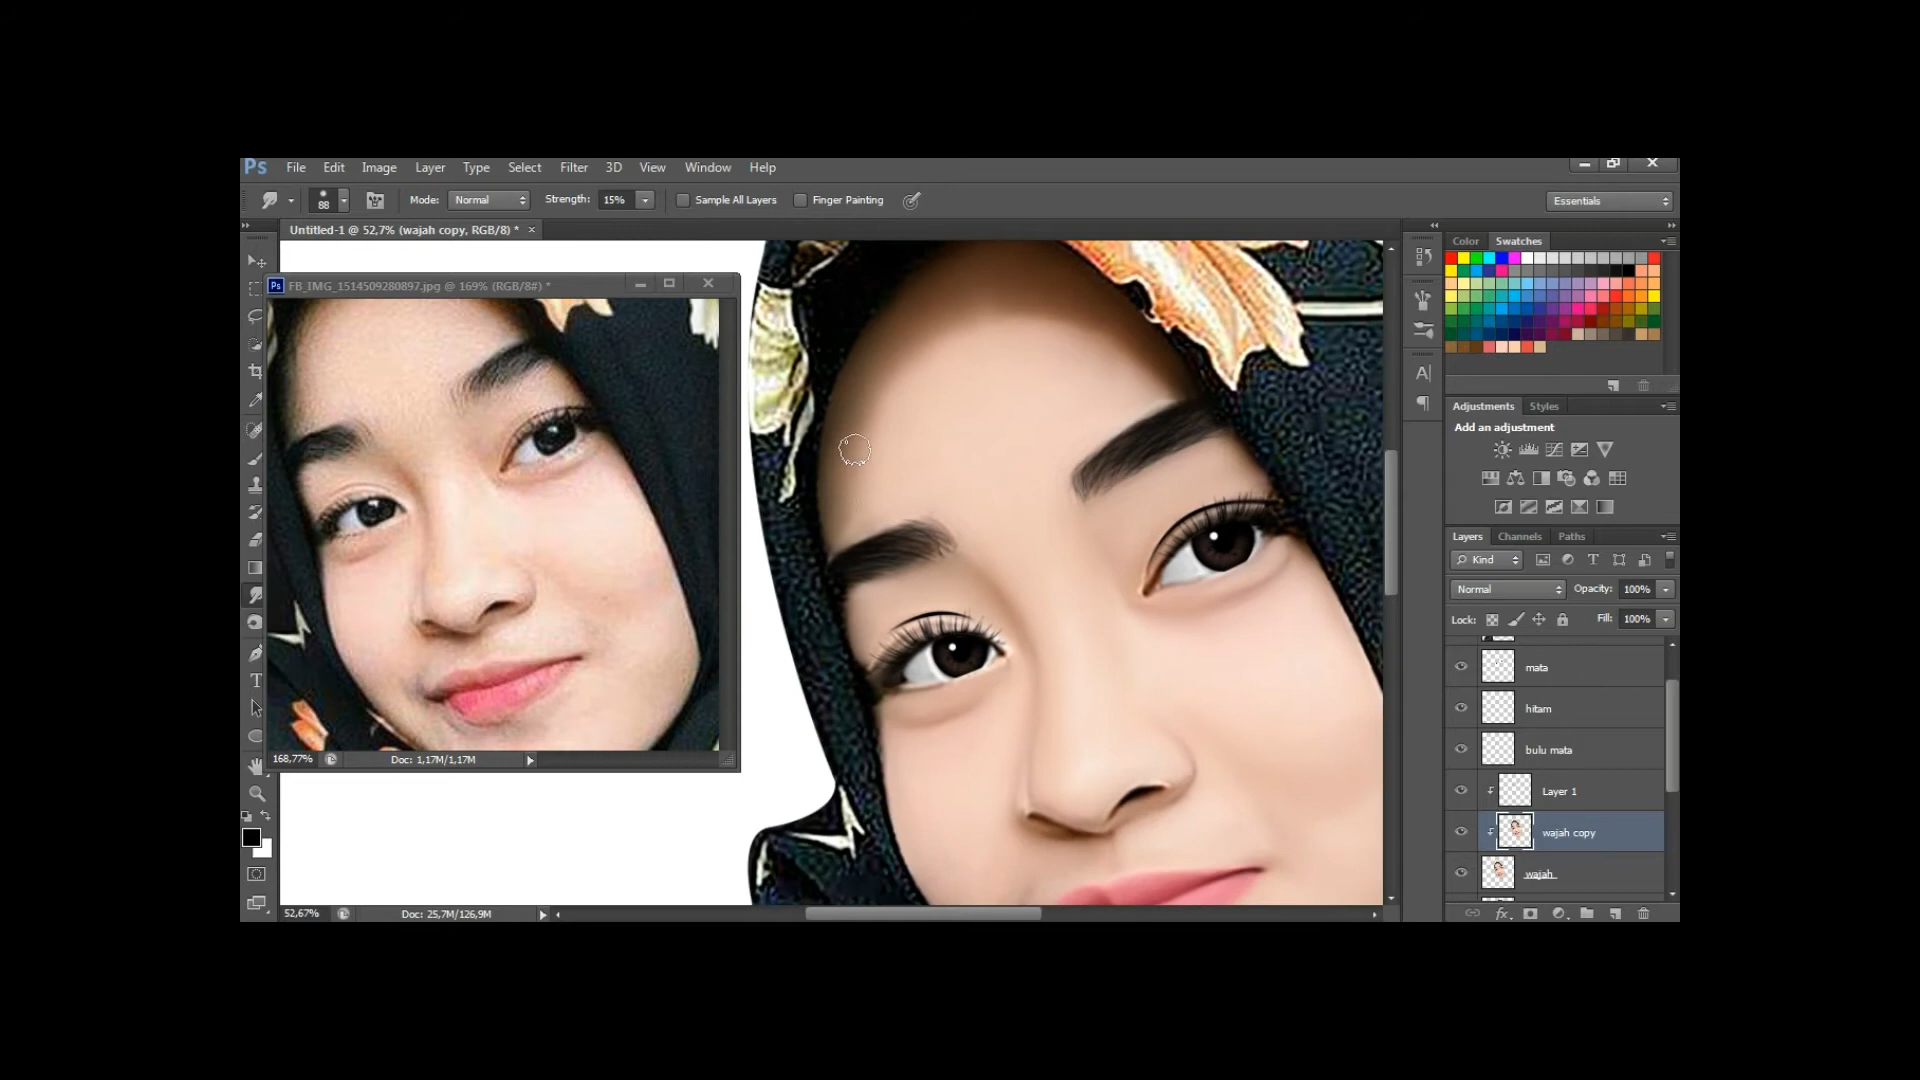 Ps File Edit Image Layer Type Select Filter 3D View Window Help
88 Mode: Normal Strength: 15% Sample All Layers Finger Painting Essentials
Untitled-1 @ 52,7% (wajah copy, RGB/8) * ×
Ps FB_IMG_1514509280897.jpg @ 169% (RGB/8#) *
168,77% Doc: 1,17M/1,17M
52,67% Doc: 25,7M/126,9M
Color Swatches
Adjustments Styles
Add an adjustment
Layers Channels Paths
Kind
Normal Opacity: 100%
Lock: Fill: 100%
mata
hitam
bulu mata
Layer 1
wajah copy
wajah
fx